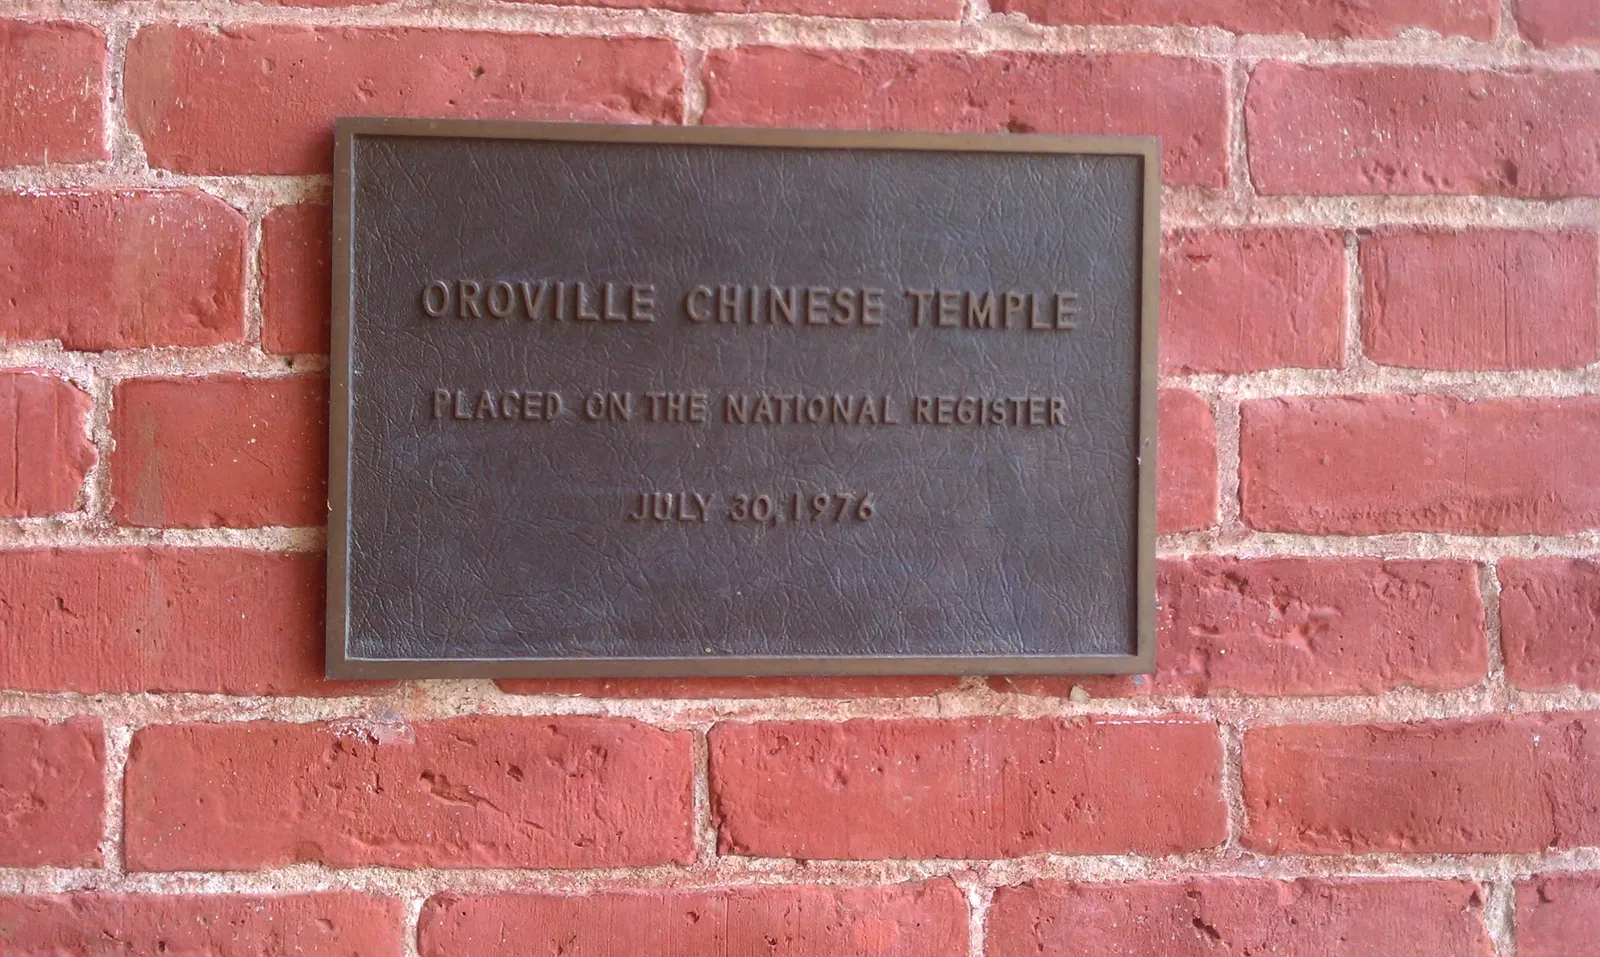 OROVILLE CHINESE TEMPLE
PLACED ON THE NATIONAL REGISTER
JULY 30, 1976